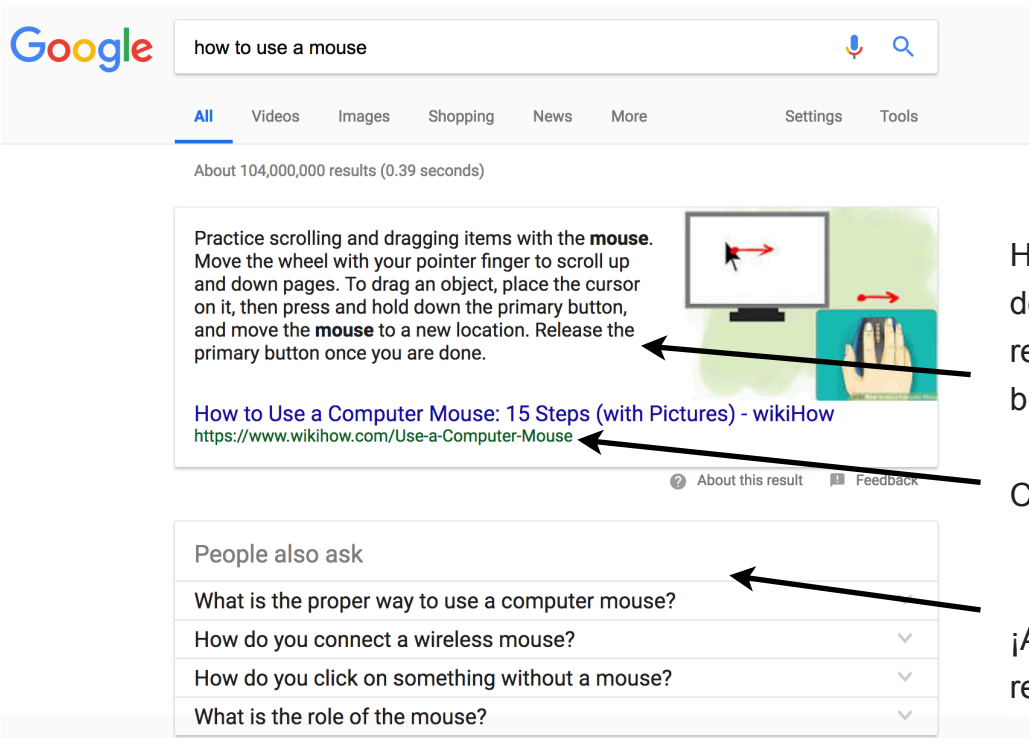 Google
how to use a mouse
All Videos Images Shopping News More Settings Tools
About 104,000,000 results (0.39 seconds)
Practice scrolling and dragging items with the mouse.
Move the wheel with your pointer finger to scroll up
and down pages. To drag an object, place the cursor
on it, then press and hold down the primary button,
and move the mouse to a new location. Release the
primary button once you are done.
How to Use a Computer Mouse: 15 Steps (with Pictures) - wikiHow
https://www.wikihow.com/Use-a-Computer-Mouse
About this result Feedback
People also ask
What is the proper way to use a computer mouse?
How do you connect a wireless mouse?
How do you click on something without a mouse?
What is the role of the mouse?